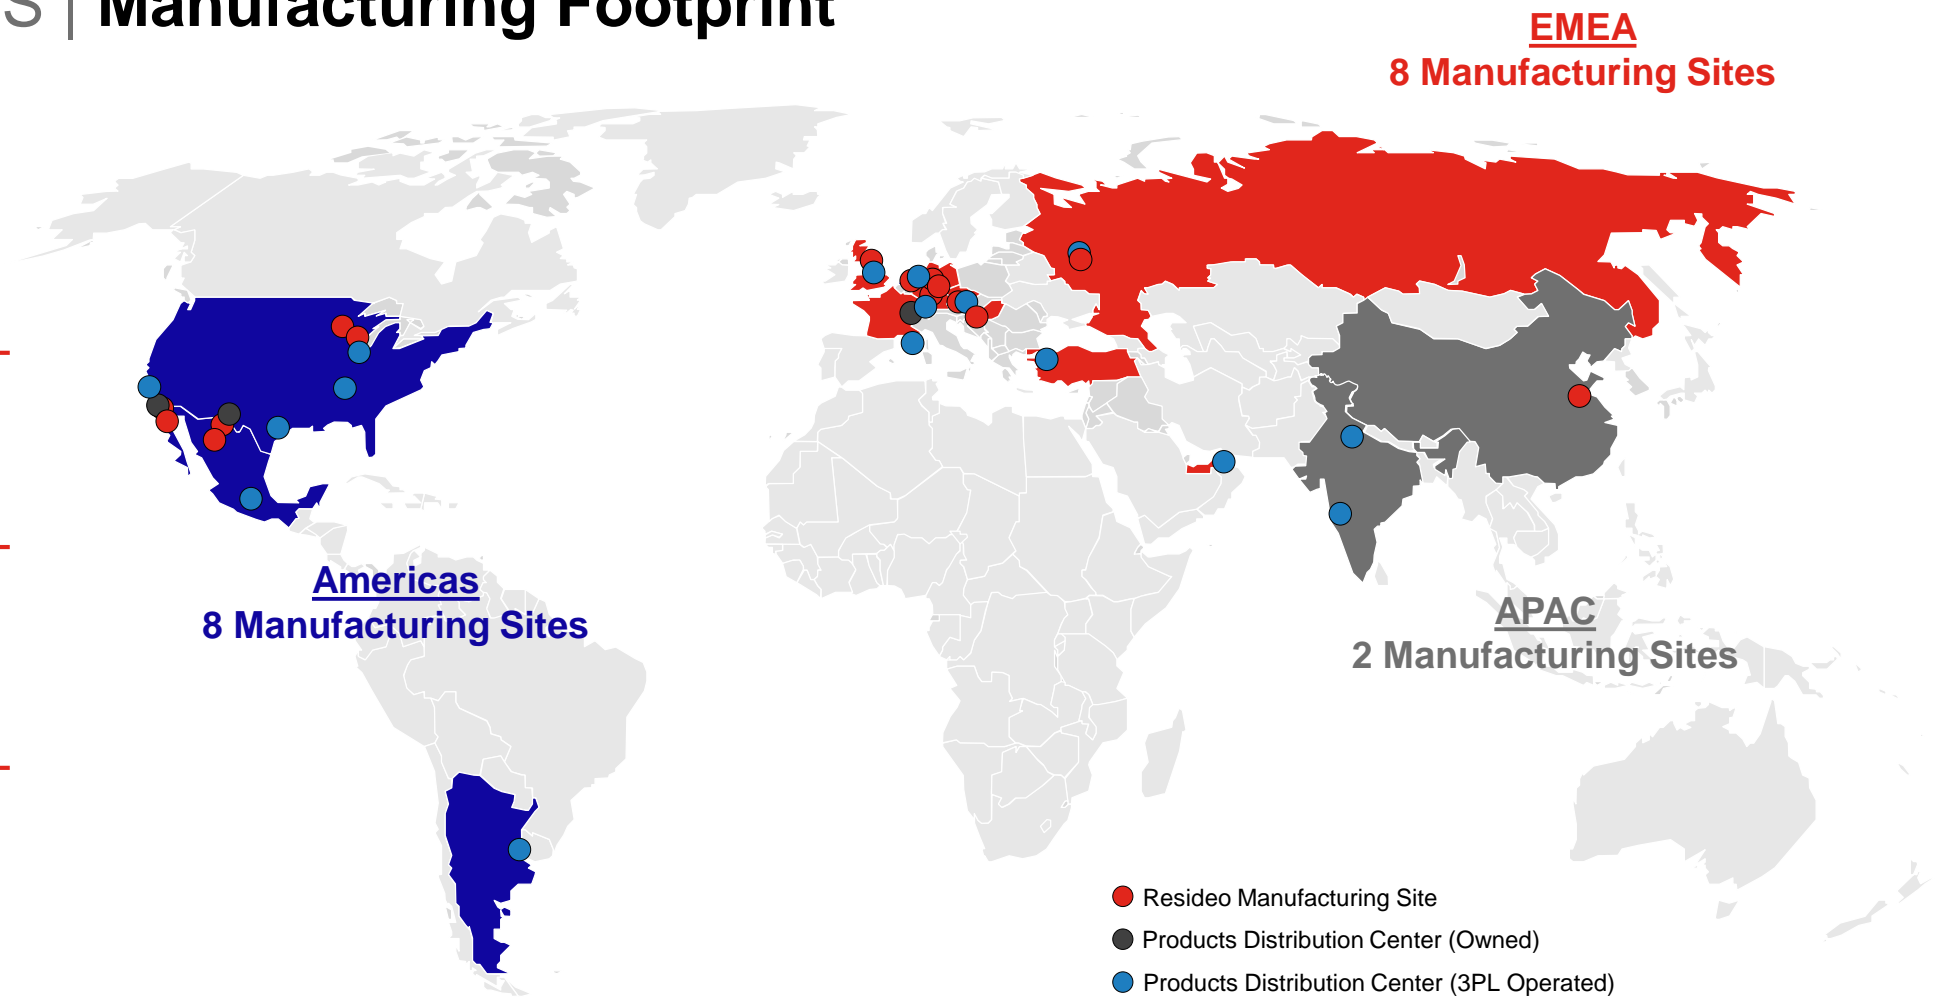 S | Manufacturing Footprint
EMEA
8 Manufacturing Sites
Americas
8 Manufacturing Sites
APAC
2 Manufacturing Sites
Resideo Manufacturing Site
Products Distribution Center (Owned)
Products Distribution Center (3PL Operated)